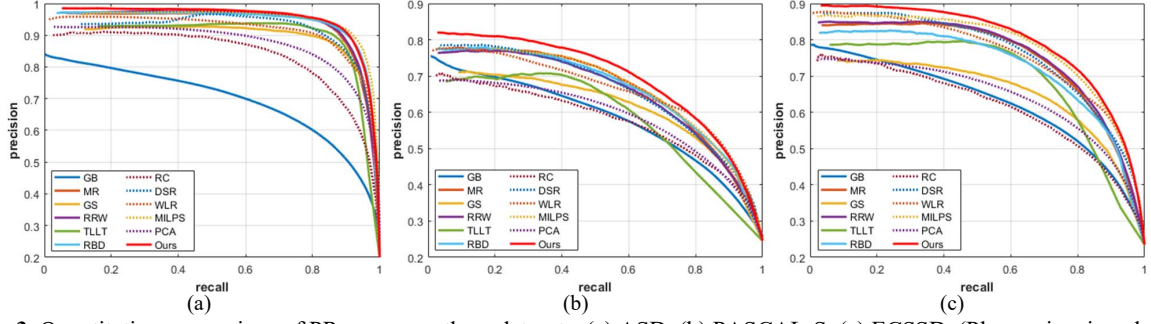 1
0.9
0.8
0.7
0.6
0.5
0.4
0.3
0.2
precision
GB
MR
GS
RRW
TLLT
RBD
RC
DSR
WLR
MILPS
PCA
Ours
0 0.2 0.4 0.6 0.8 1
recall
(a)
0.9
0.8
0.7
0.6
0.5
0.4
0.3
0.2
precision
GB
MR
GS
RRW
TLLT
RBD
RC
DSR
WLR
MILPS
PCA
Ours
0 0.2 0.4 0.6 0.8 1
recall
(b)
0.9
0.8
0.7
0.6
0.5
0.4
0.3
0.2
precision
GB
MR
GS
RRW
TLLT
RBD
RC
DSR
WLR
MILPS
PCA
Ours
0 0.2 0.4 0.6 0.8 1
recall
(c)